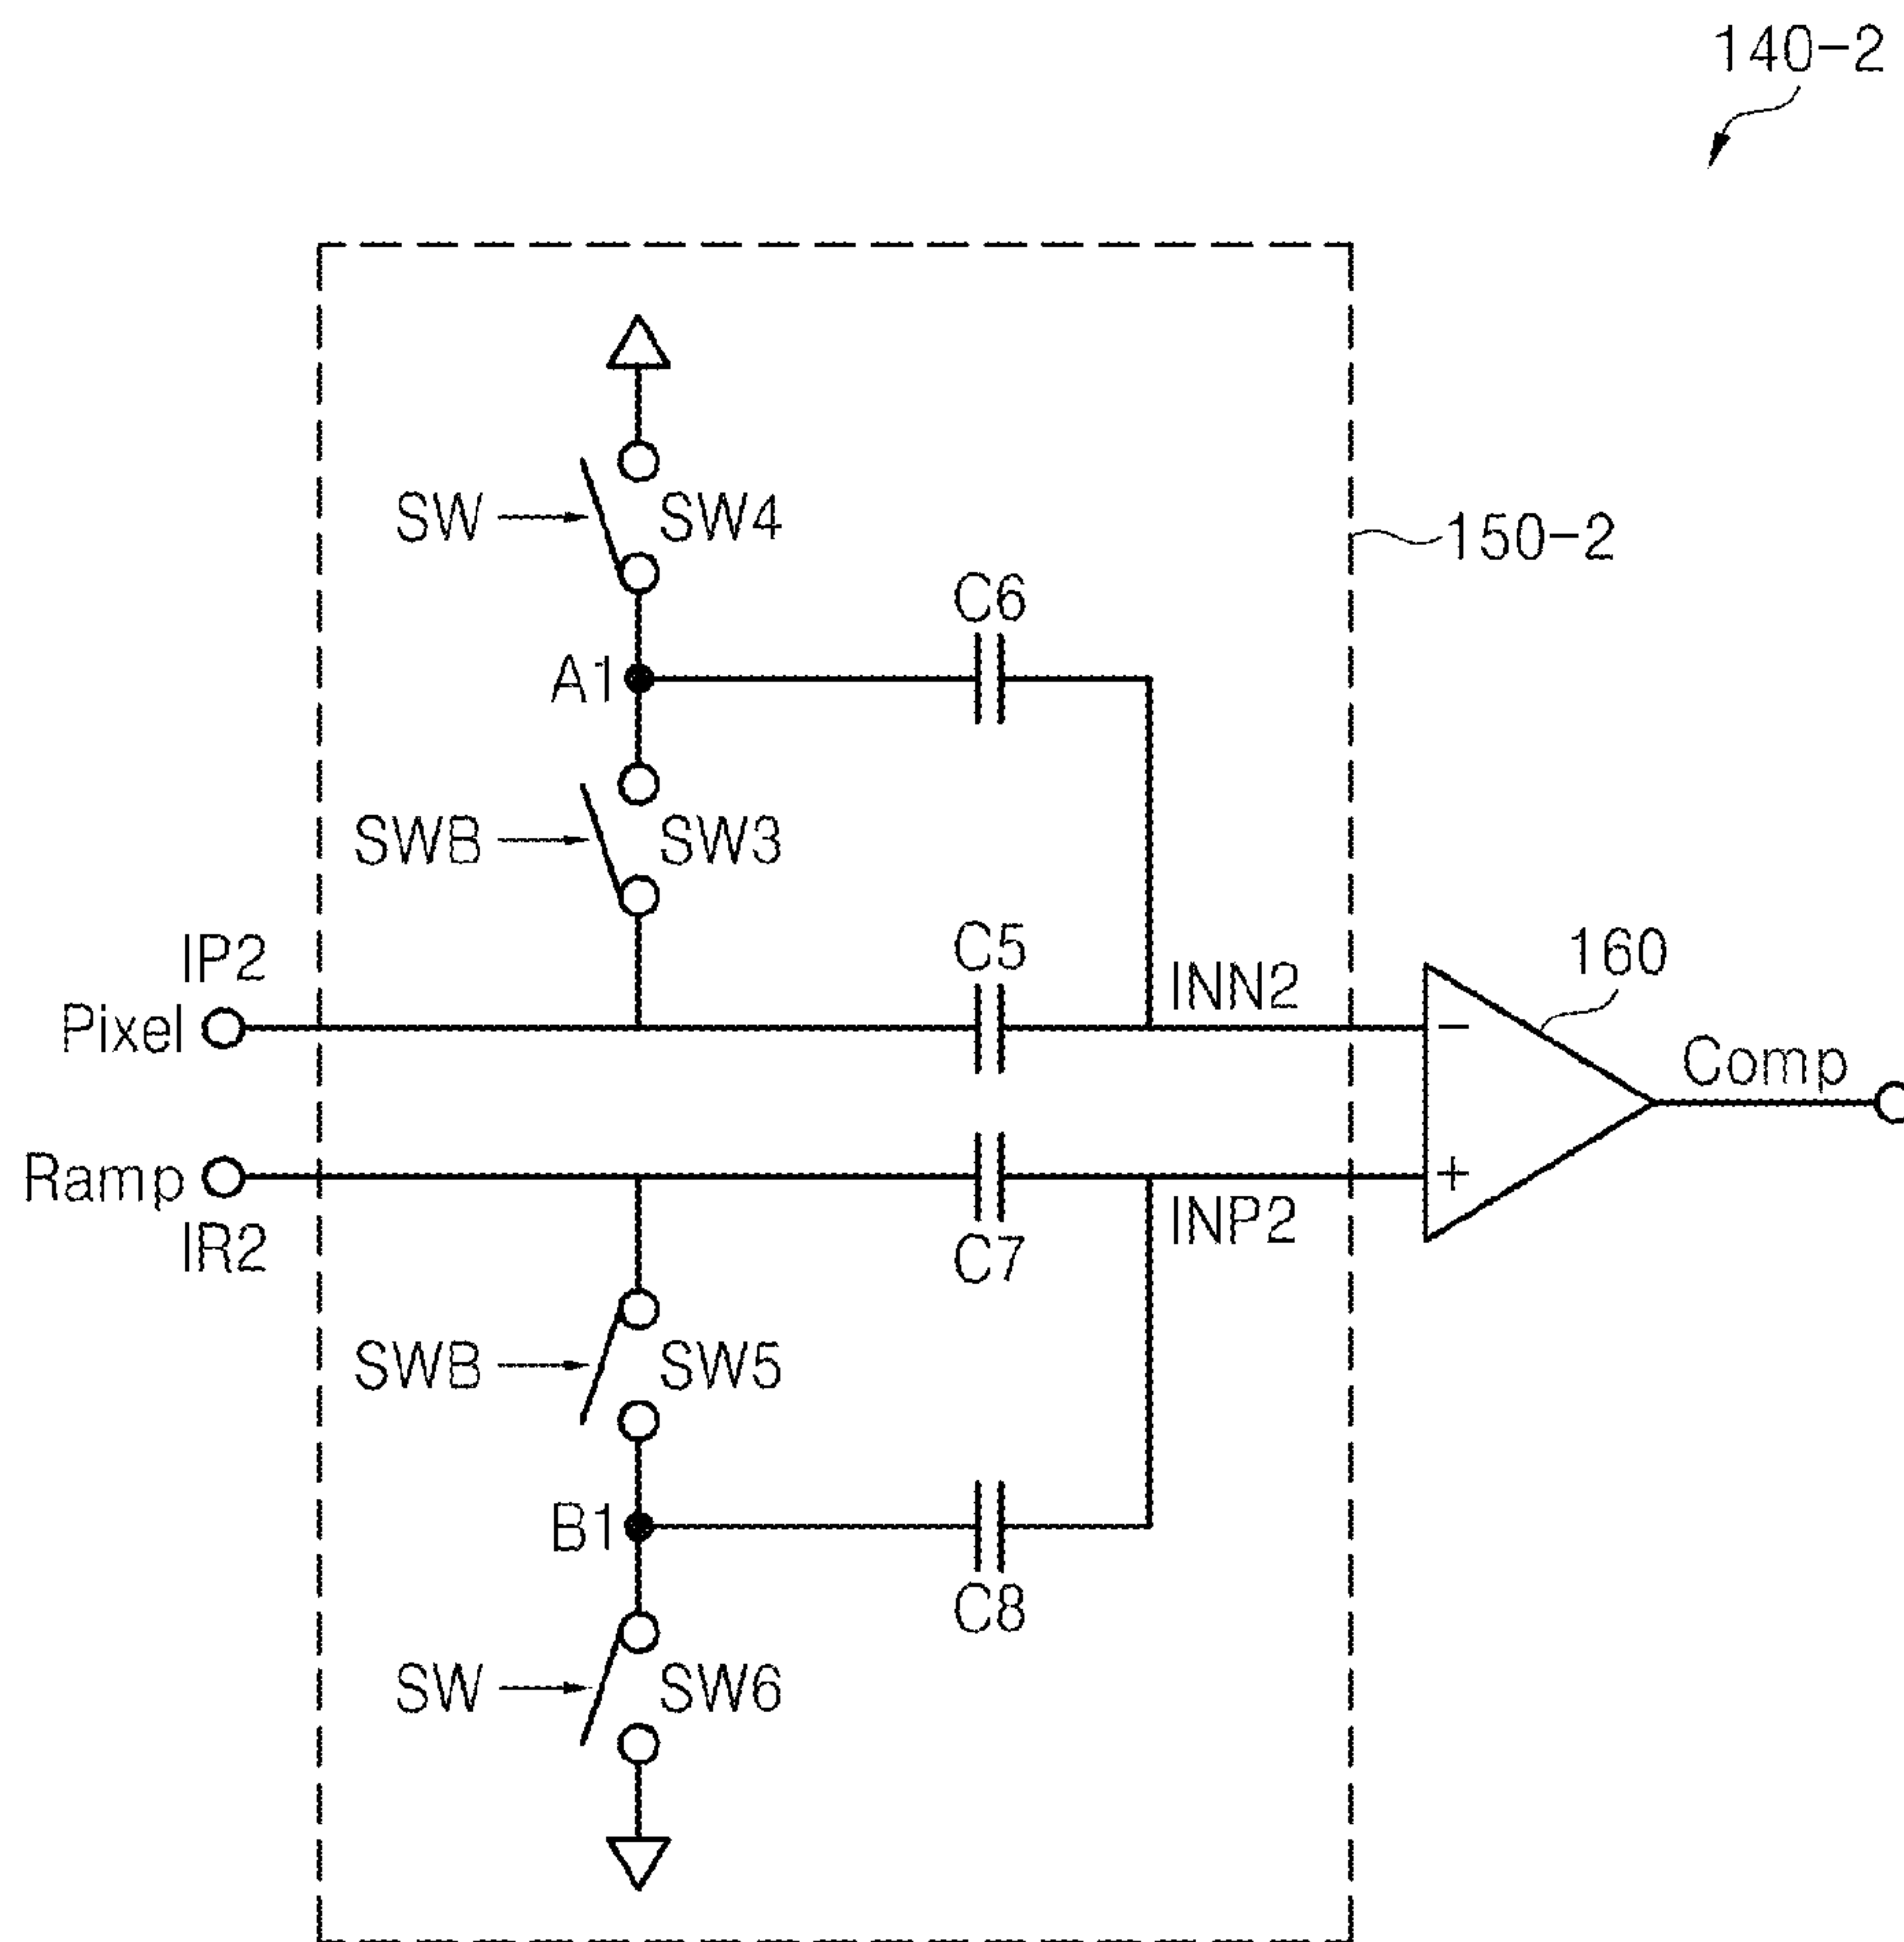 140-2
SW
SW4
150-2
C6
A1
SWB
SW3
IP2
Pixel
C5
INN2
160
−
Comp
Ramp
IR2
C7
INP2
+
SWB
SW5
B1
C8
SW
SW6